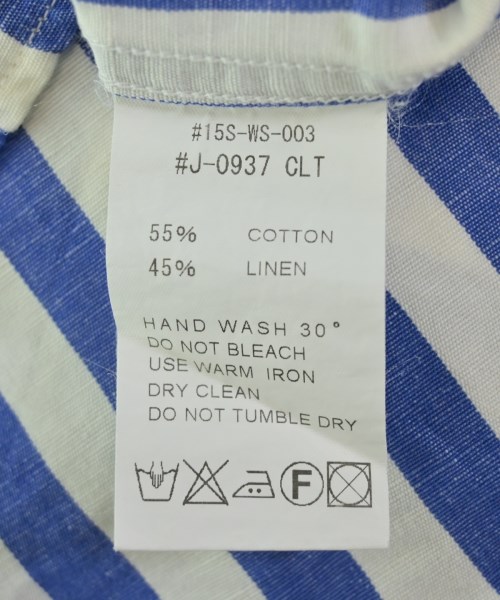 #15S-WS-003
#J-0937 CLT
55% COTTON
45% LINEN
HAND WASH 30°
DO NOT BLEACH
USE WARM IRON
DRY CLEAN
DO NOT TUMBLE DRY
F